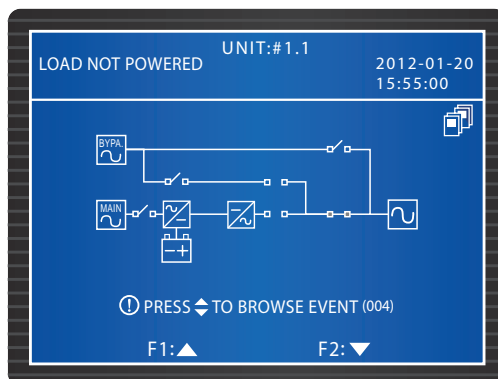 UNIT:#1.1
LOAD NOT POWERED
2012-01-20
15:55:00
BYPA.
MAIN
PRESS TO BROWSE EVENT (004)
F1: F2: